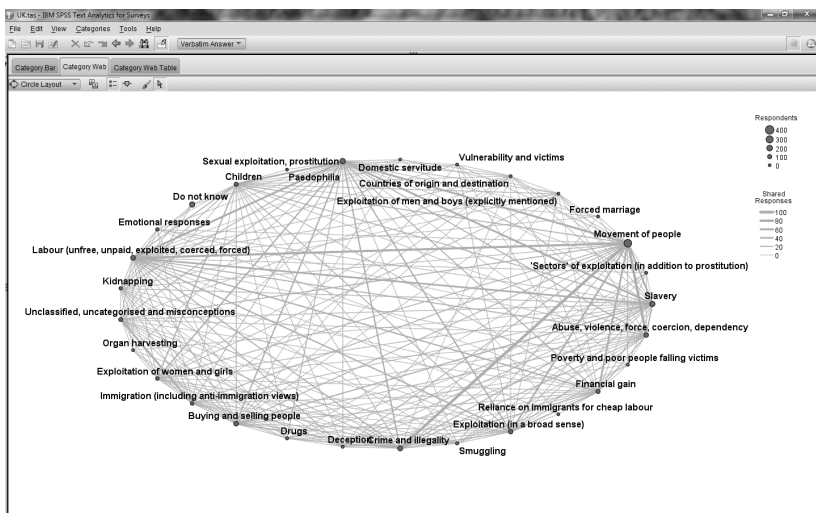 UK.tas - IBM SPSS Text Analytics for Surveys
File Edit View Categories Tools Help
Verbatim Answer
Category Bar Category Web Category Web Table
Circle Layout
Respondents
400
300
200
100
0
Shared
Responses
100
80
60
40
20
0
Sexual exploitation, prostitution
Domestic servitude
Vulnerability and victims
Children
Paedophilia
Countries of origin and destination
Do not know
Exploitation of men and boys (explicitly mentioned)
Forced marriage
Emotional responses
Movement of people
Labour (unfree, unpaid, exploited, coerced, forced)
'Sectors' of exploitation (in addition to prostitution)
Kidnapping
Slavery
Unclassified, uncategorised and misconceptions
Abuse, violence, force, coercion, dependency
Organ harvesting
Poverty and poor people falling victims
Exploitation of women and girls
Financial gain
Immigration (including anti-immigration views)
Reliance on immigrants for cheap labour
Buying and selling people
Exploitation (in a broad sense)
Drugs
Deception
Crime and illegality
Smuggling